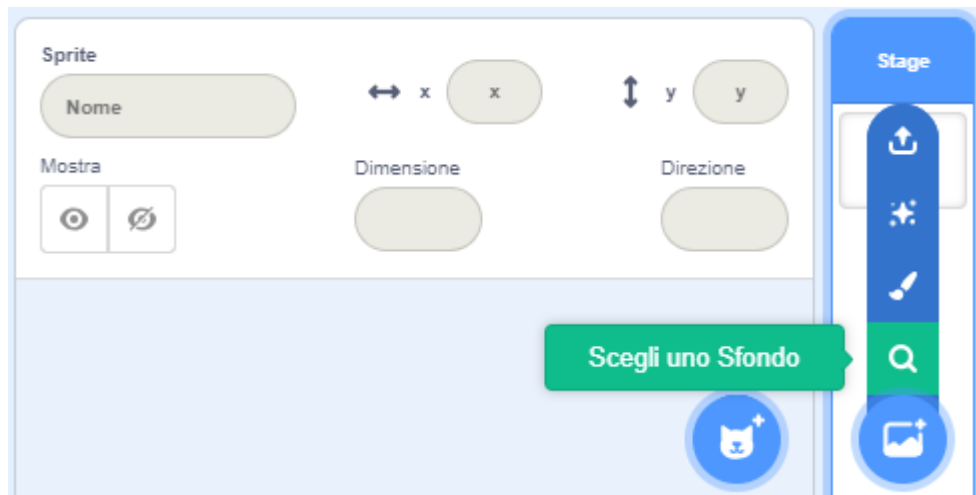 Sprite
Stage
Nome
x
x
y
y
Mostra
Dimensione
Direzione
Scegli uno Sfondo